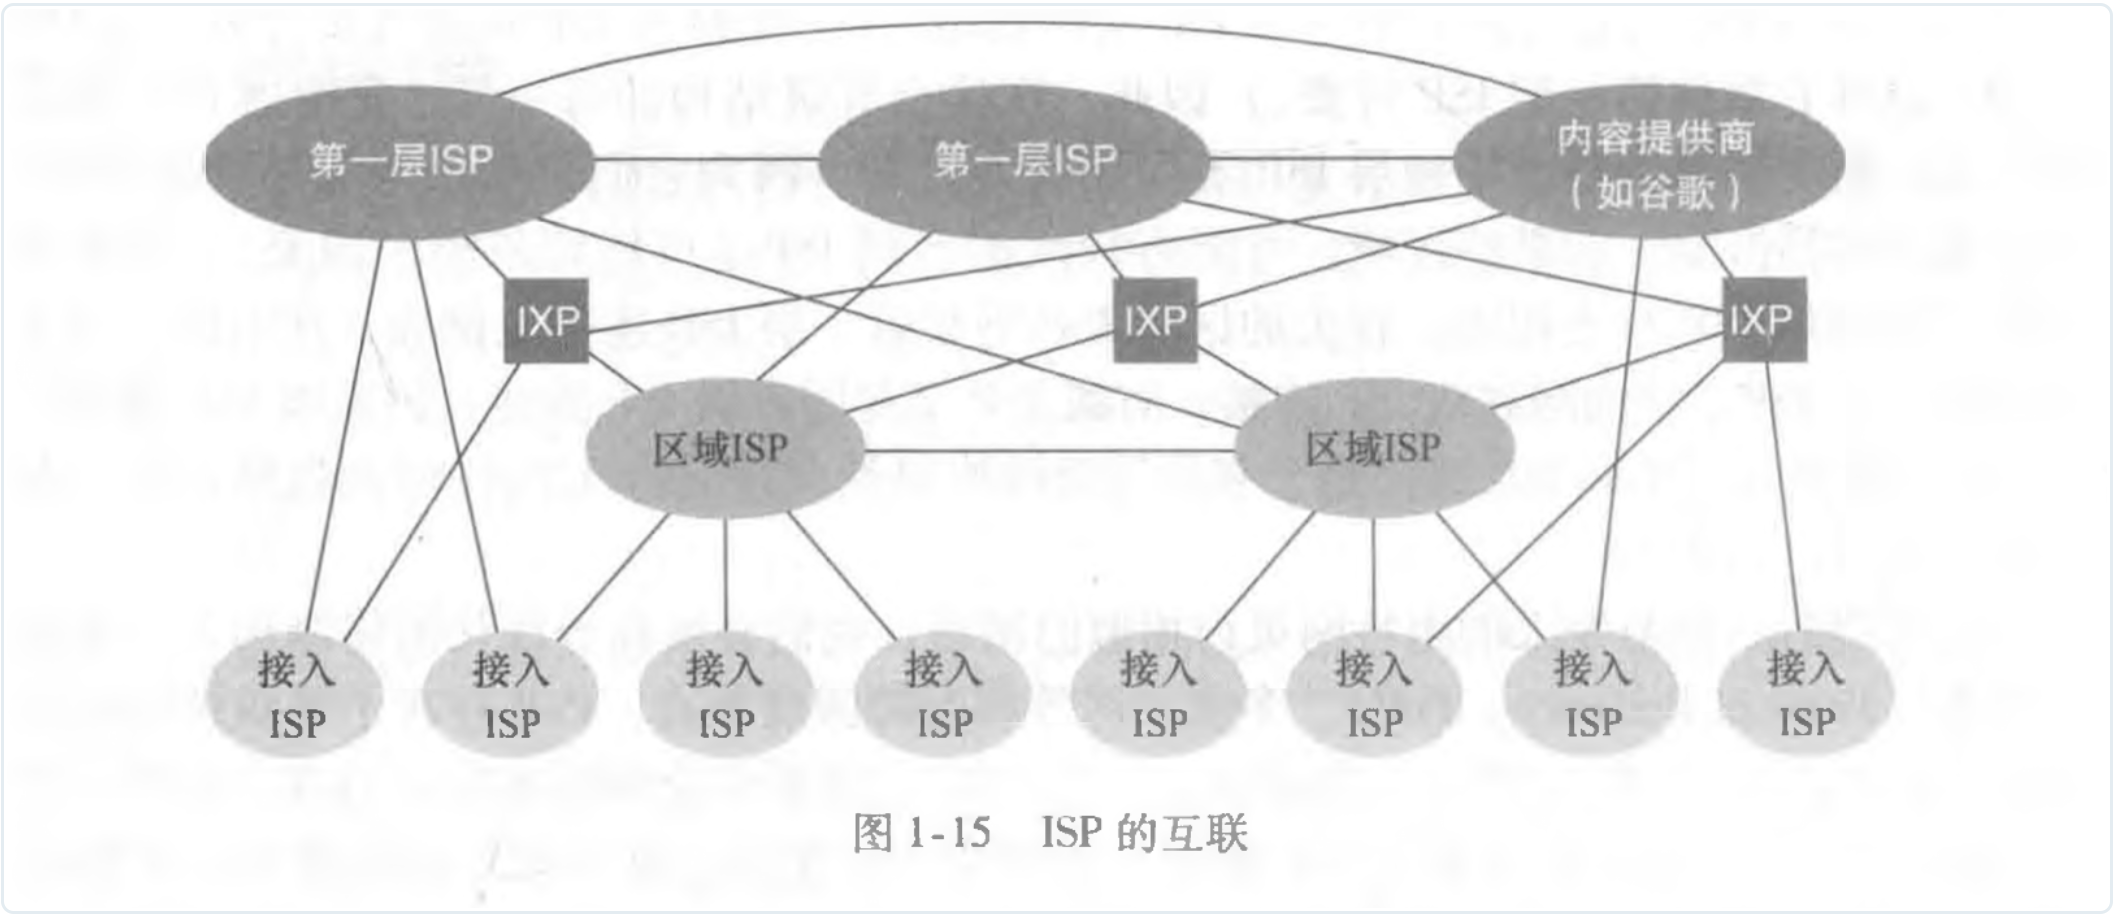 第一层ISP
第一层ISP
内容提供商
（如谷歌）
IXP
IXP
IXP
区域ISP
区域ISP
接入
ISP
接入
ISP
接入
ISP
接入
ISP
接入
ISP
接入
ISP
接入
ISP
接入
ISP
图 1-15 ISP 的互联